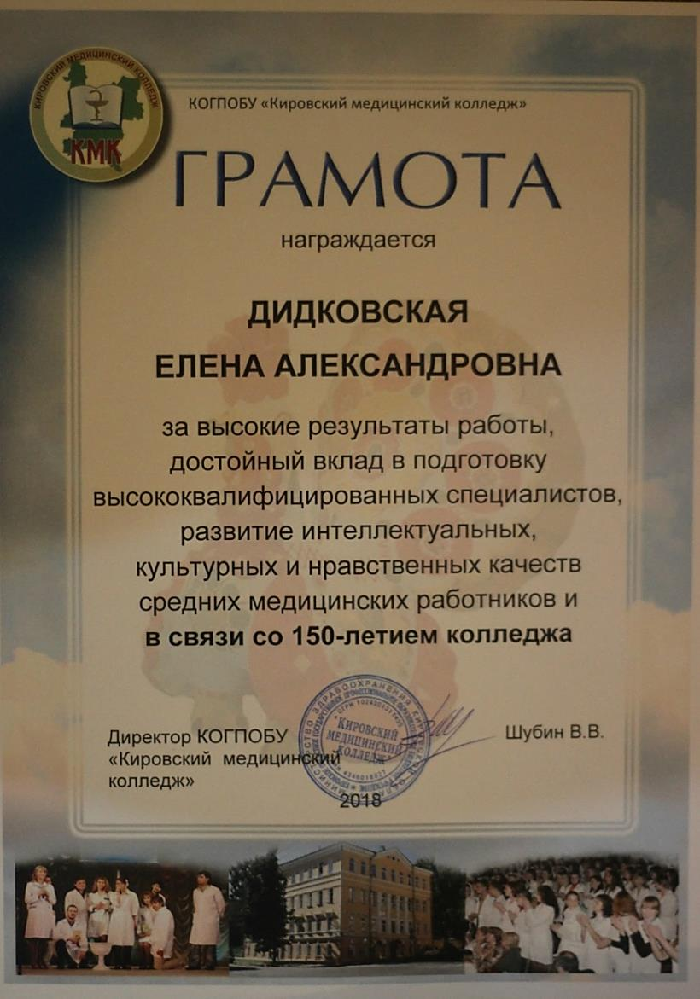 КИРОВСКИЙ МЕДИЦИНСКИЙ КОЛЛЕДЖ
КМК
КОГПОБУ «Кировский медицинский колледж»
ГРАМОТА
награждается
ДИДКОВСКАЯ
ЕЛЕНА АЛЕКСАНДРОВНА
за высокие результаты работы,
достойный вклад в подготовку
высококвалифицированных специалистов,
развитие интеллектуальных,
культурных и нравственных качеств
средних медицинских работников и
в связи со 150-летием колледжа
Директор КОГПОБУ
«Кировский медицинский
колледж»
МИНИСТЕРСТВО ЗДРАВООХРАНЕНИЯ
КИРОВСКИЙ
МЕДИЦИНСКИЙ
КОЛЛЕДЖ
Шубин В.В.
2018